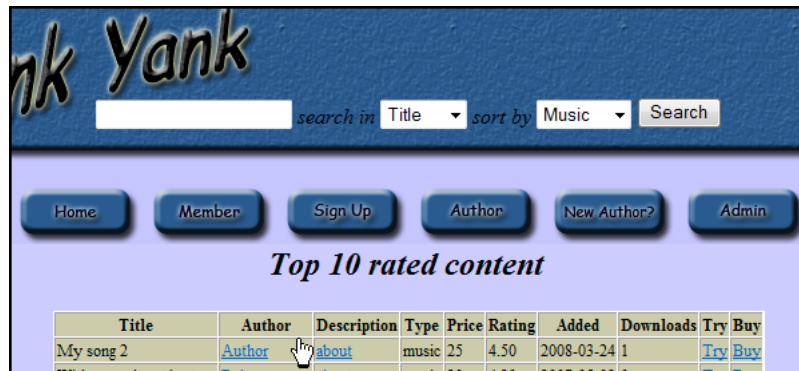 nk Yank
search in Title sort by Music Search
Home Member Sign Up Author New Author? Admin
Top 10 rated content
Title Author Description Type Price Rating Added Downloads Try Buy
My song 2 Author about music 25 4.50 2008-03-24 1 Try Buy